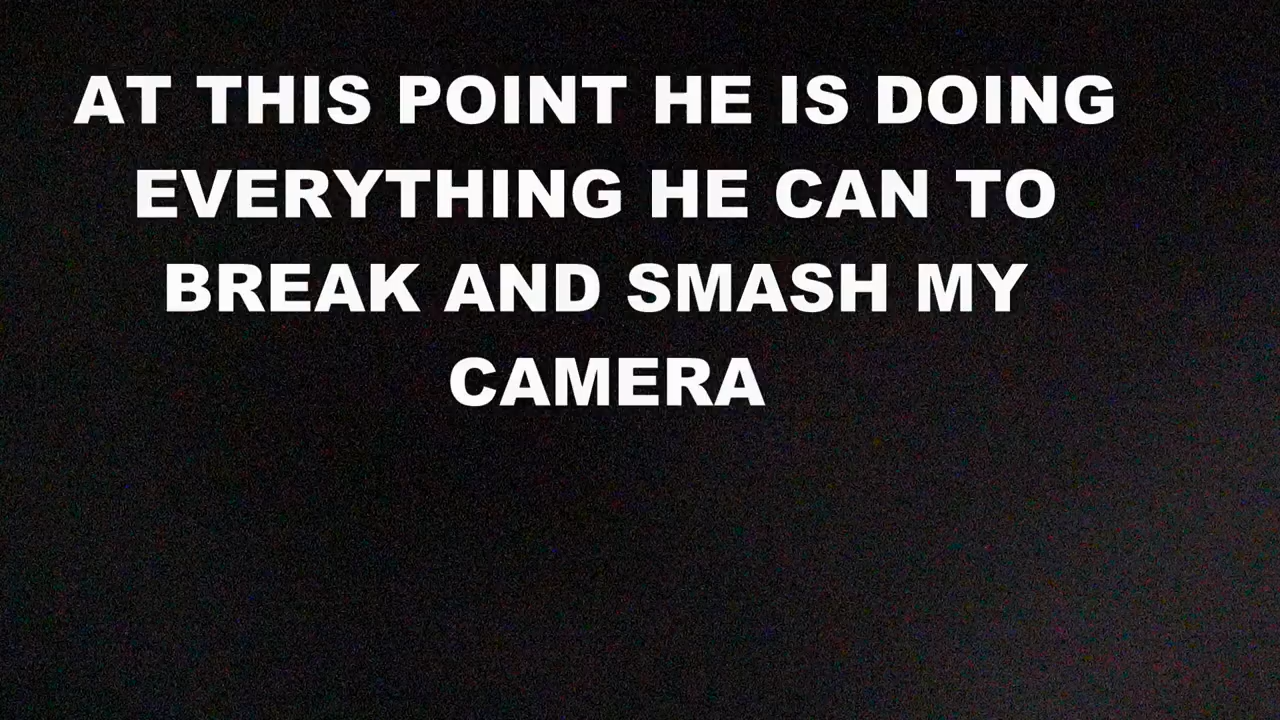 AT THIS POINT HE IS DOING
EVERYTHING HE CAN TO
BREAK AND SMASH MY
CAMERA